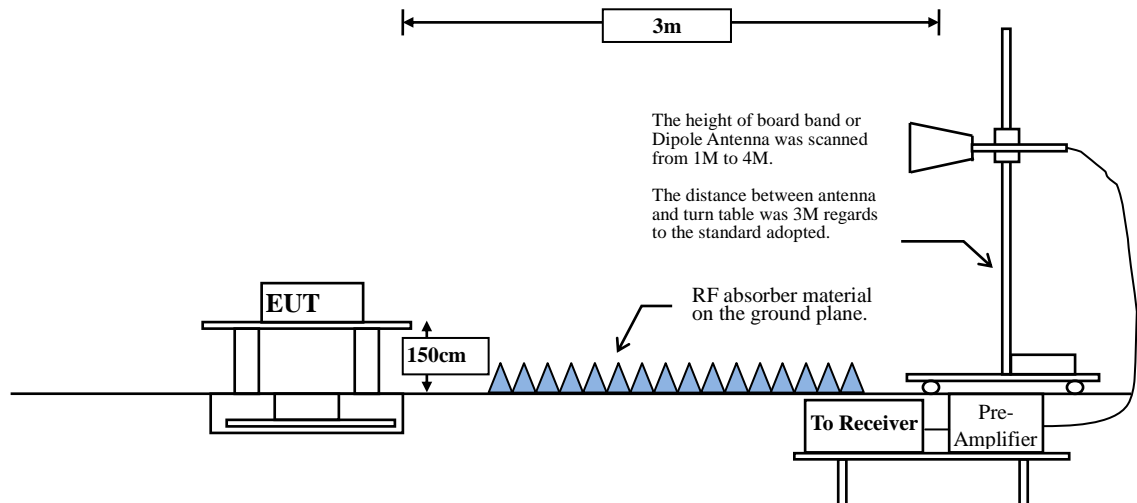 3m
The height of board band or
Dipole Antenna was scanned
from 1M to 4M.
The distance between antenna
and turn table was 3M regards
to the standard adopted.
EUT
RF absorber material
on the ground plane.
150cm
To Receiver
Pre-
Amplifier